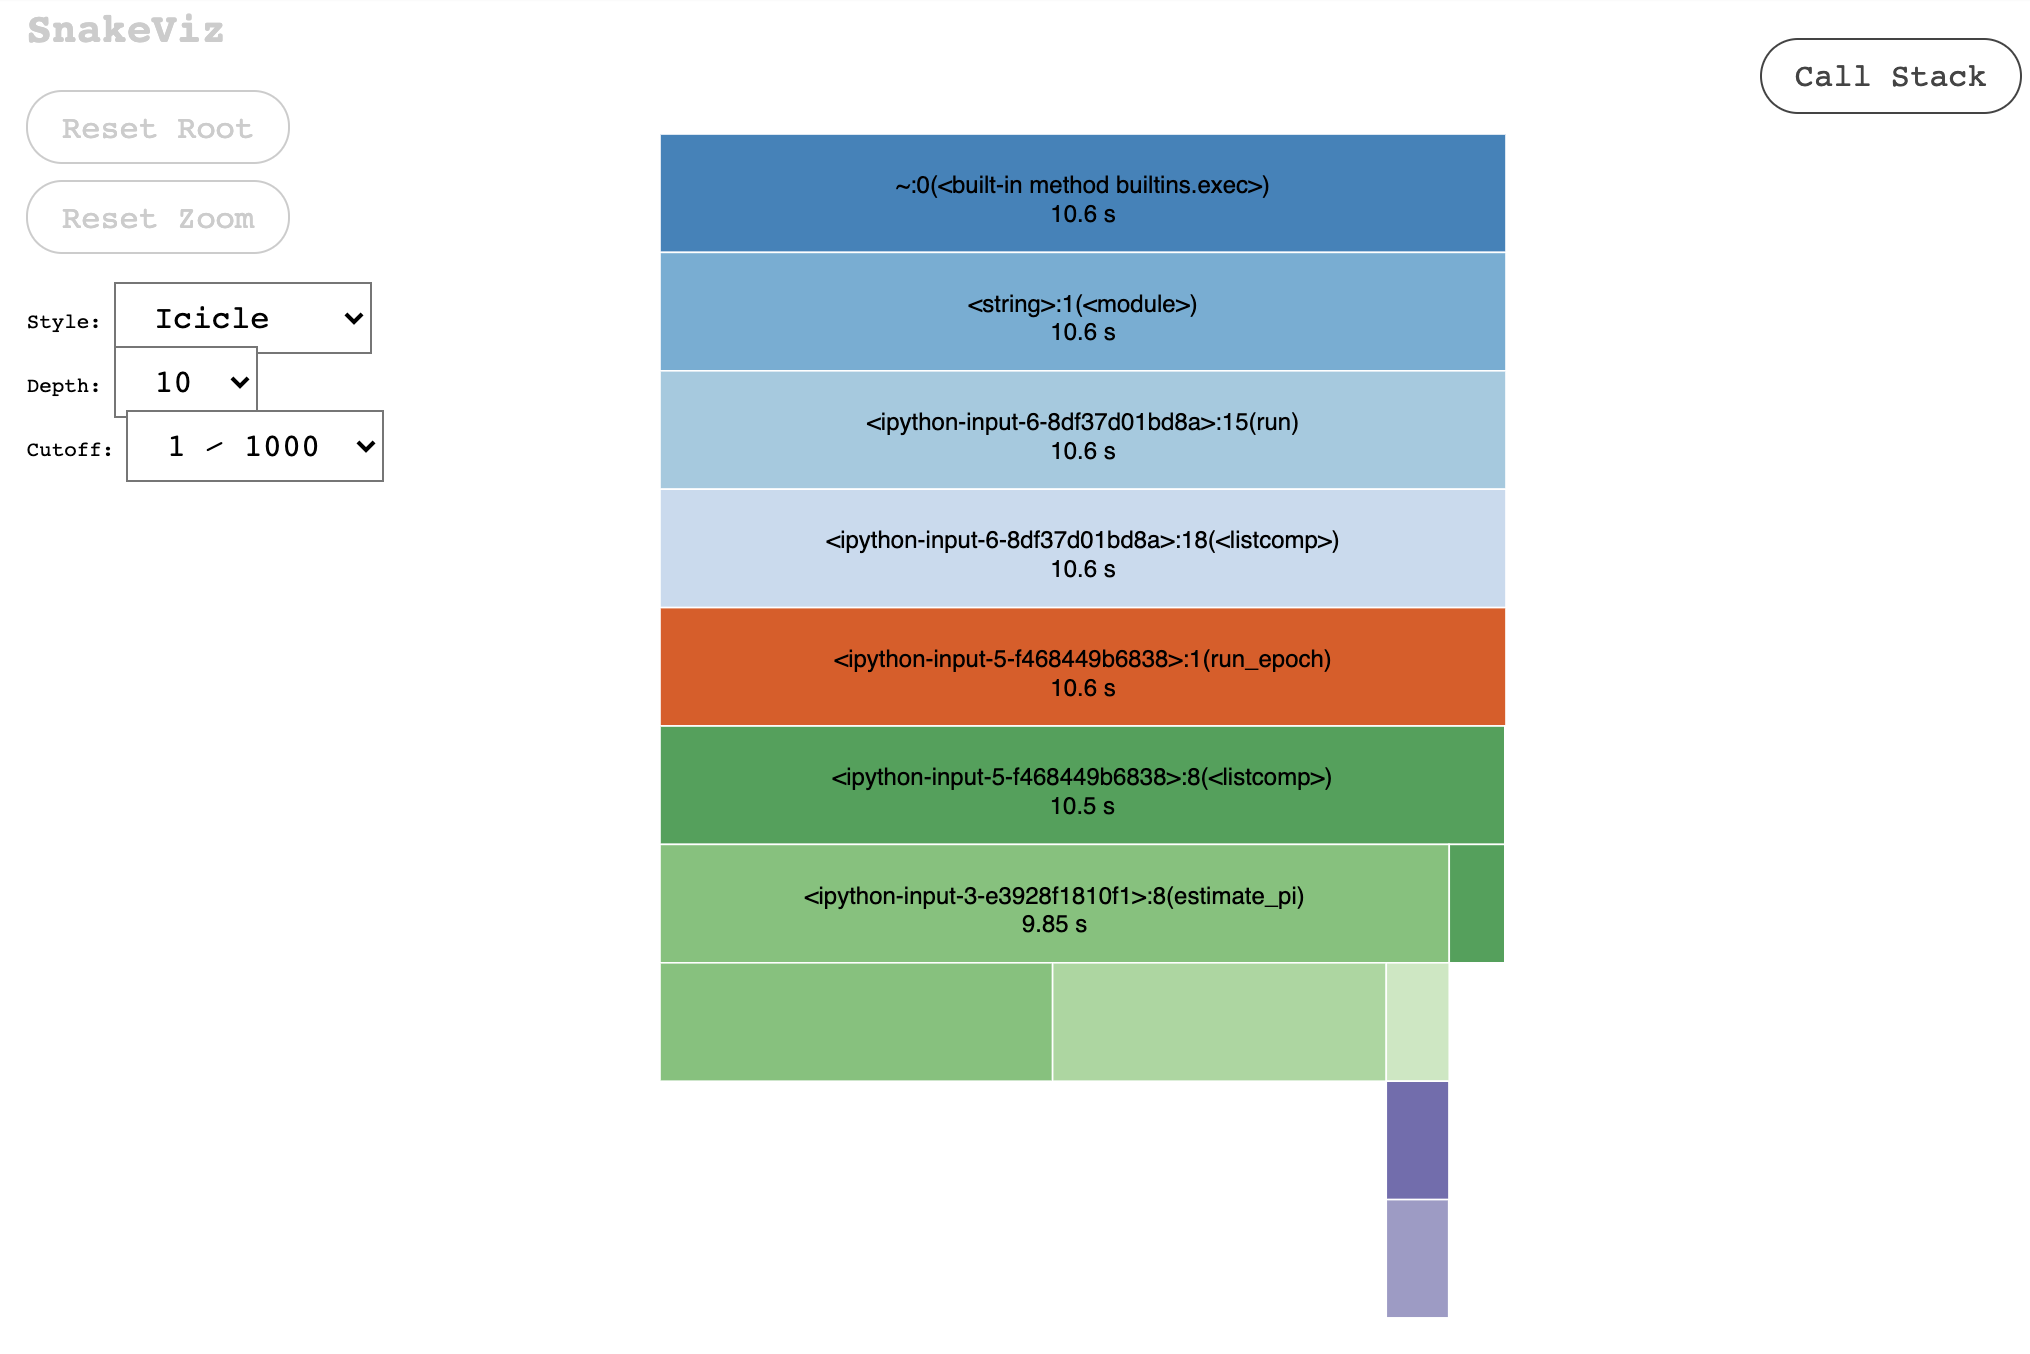 SnakeViz
Call Stack
Reset Root
Reset Zoom
Style: Icicle
Depth: 10
Cutoff: 1 / 1000
~:0(<built-in method builtins.exec>)
10.6 s
<string>:1(<module>)
10.6 s
<ipython-input-6-8df37d01bd8a>:15(run)
10.6 s
<ipython-input-6-8df37d01bd8a>:18(<listcomp>)
10.6 s
<ipython-input-5-f468449b6838>:1(run_epoch)
10.6 s
<ipython-input-5-f468449b6838>:8(<listcomp>)
10.5 s
<ipython-input-3-e3928f1810f1>:8(estimate_pi)
9.85 s